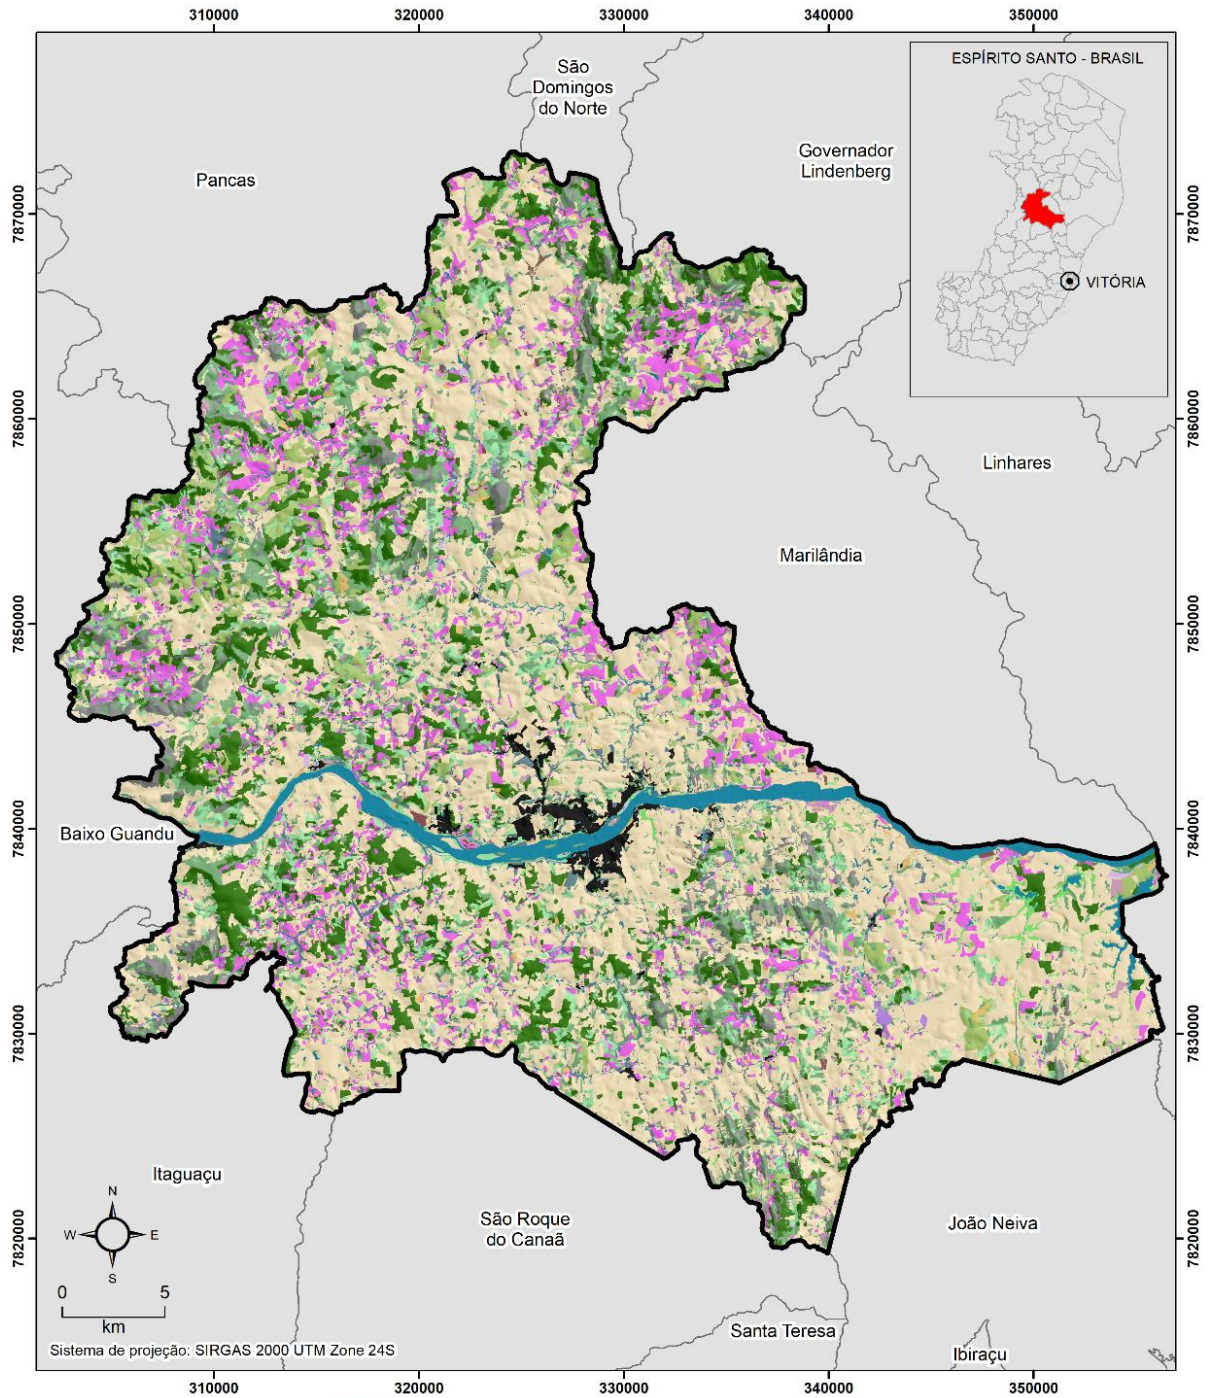 310000
320000
330000
340000
350000
ESPÍRITO SANTO - BRASIL
VITÓRIA
São
Domingos
do Norte
Governador
Lindenberg
Pancas
7870000
7870000
7860000
7860000
Linhares
Marilândia
7850000
7850000
Baixo Guandu
7840000
7840000
7830000
7830000
Itaguaçu
São Roque
do Canaã
João Neiva
N
W
E
S
7820000
7820000
0
5
km
Santa Teresa
Ibiraçu
Sistema de projeção: SIRGAS 2000 UTM Zone 24S
310000
320000
330000
340000
350000